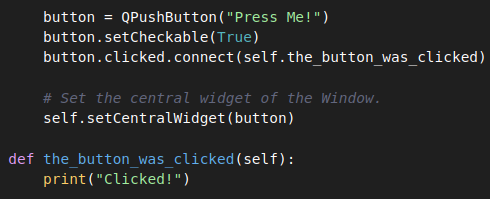 button = QPushButton("Press Me!")
button.setCheckable(True)
button.clicked.connect(self.the_button_was_clicked)
# Set the central widget of the Window.
self.setCentralWidget(button)
def the_button_was_clicked(self):
print("Clicked!")